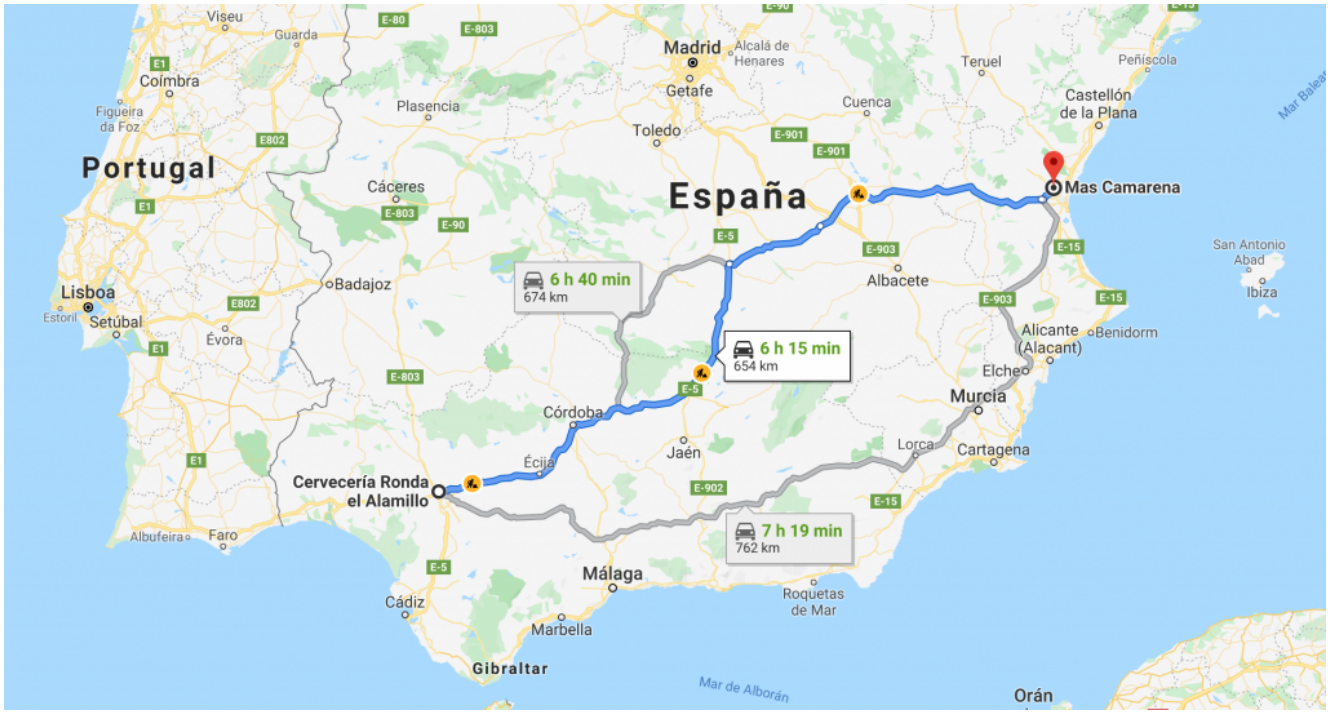 Viseu
E-80
E-803
E-90
E-15
Guarda
Madrid
Alcalá de
Henares
Teruel
Peñíscola
E1
Coímbra
Getafe
Figueira
da Foz
Plasencia
Cuenca
Castellón
de la Plana
Mar Balear
E802
Toledo
E-901
E-901
Portugal
Cáceres
España
Mas Camarena
E1
E-803
E-90
E-5
E-903
E-15
San Antonio
Abad
Ibiza
Badajoz
6 h 40 min
674 km
Albacete
Lisboa
Estoril
Setúbal
E802
Évora
E-903
E-15
Alicante
(Alacant)
Benidorm
E1
6 h 15 min
654 km
E-803
E-5
Elche
Murcia
Córdoba
Jaén
Lorca
Cartagena
E1
Écija
Cervecería Ronda
el Alamillo
E-902
E-15
Albufeira
Faro
7 h 19 min
762 km
E-5
Málaga
Cádiz
Roquetas
de Mar
Marbella
Gibraltar
Mar de Alborán
Orán